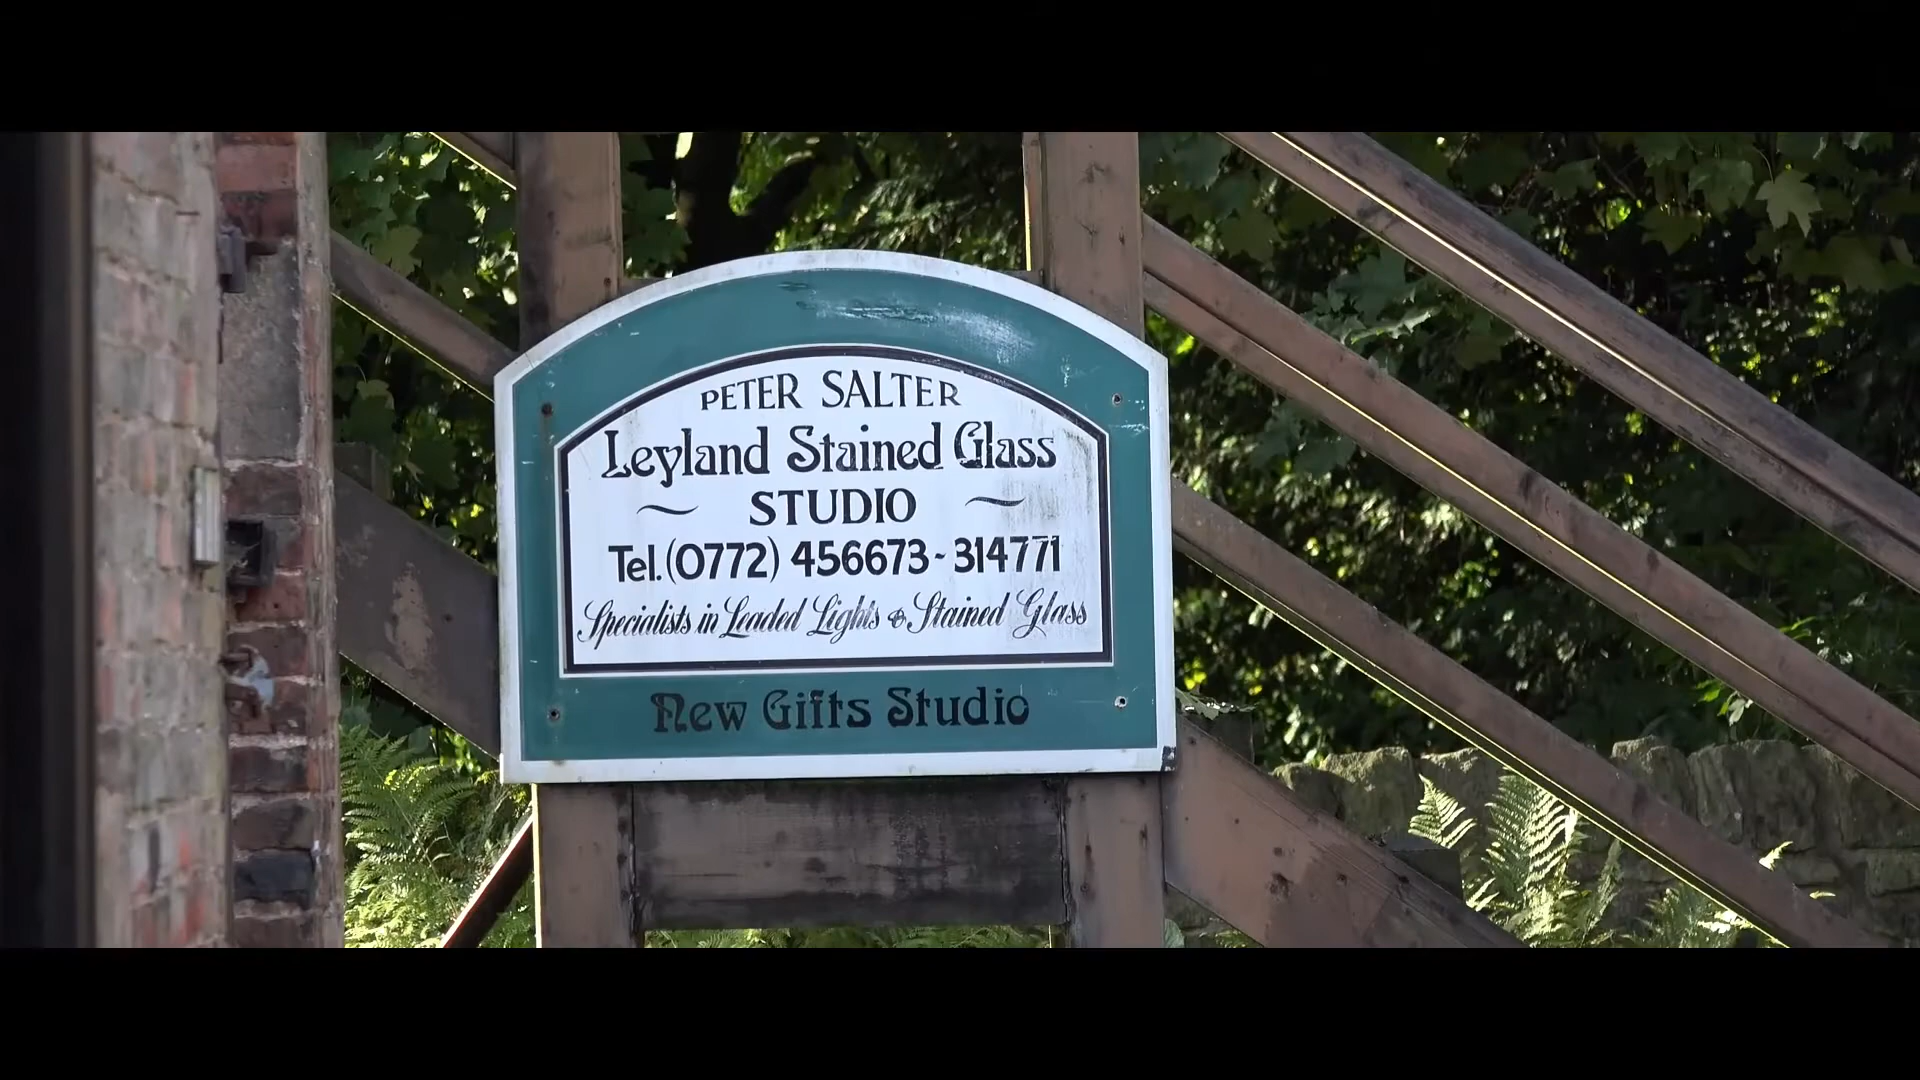 PETER SALTER
Leyland Stained Glass
~ STUDIO ~
Tel. (0772) 456673 - 314771
Specialists in Leaded Lights & Stained Glass
New Gifts Studio